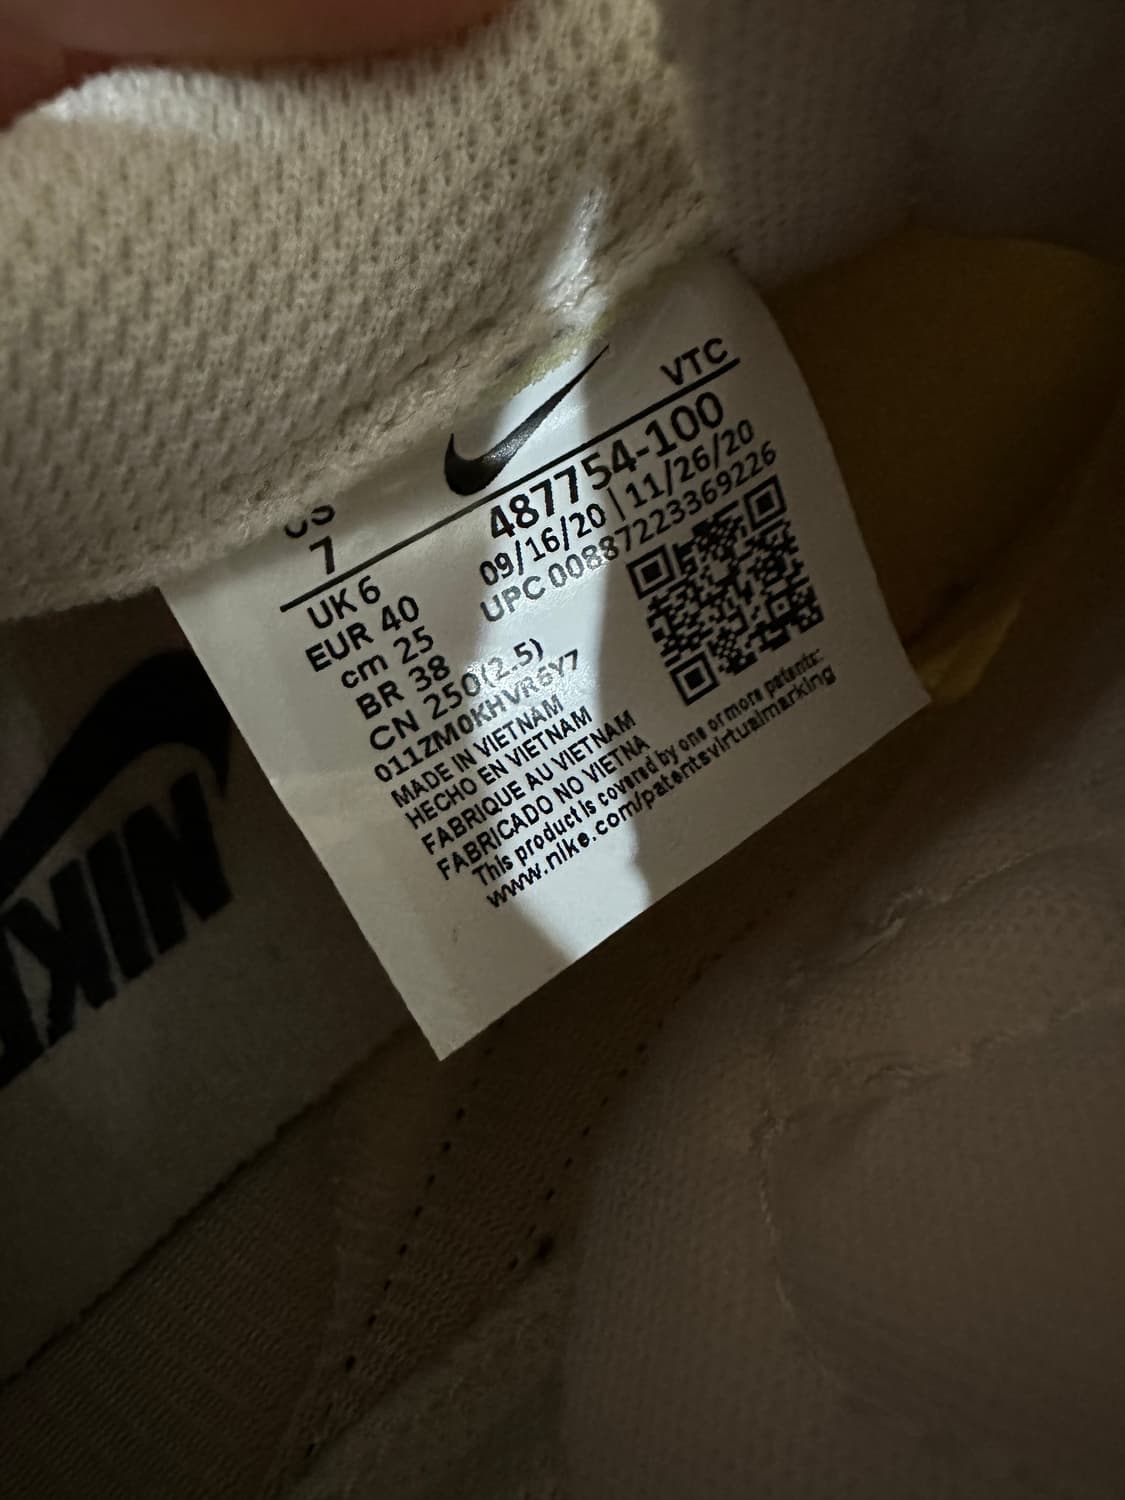 VTC
US
7
487754-100
09/16/20 | 11/26/20
UPC 00887223369226
UK 6
EUR 40
cm 25
BR 38
CN 250(2.5)
011ZM0KHVR6Y7
MADE IN VIETNAM
HECHO EN VIETNAM
FABRIQUE AU VIETNAM
FABRICADO NO VIETNA
This product is covered by one or more patents:
www.nike.com/patentsvirtualmarking
NIKE